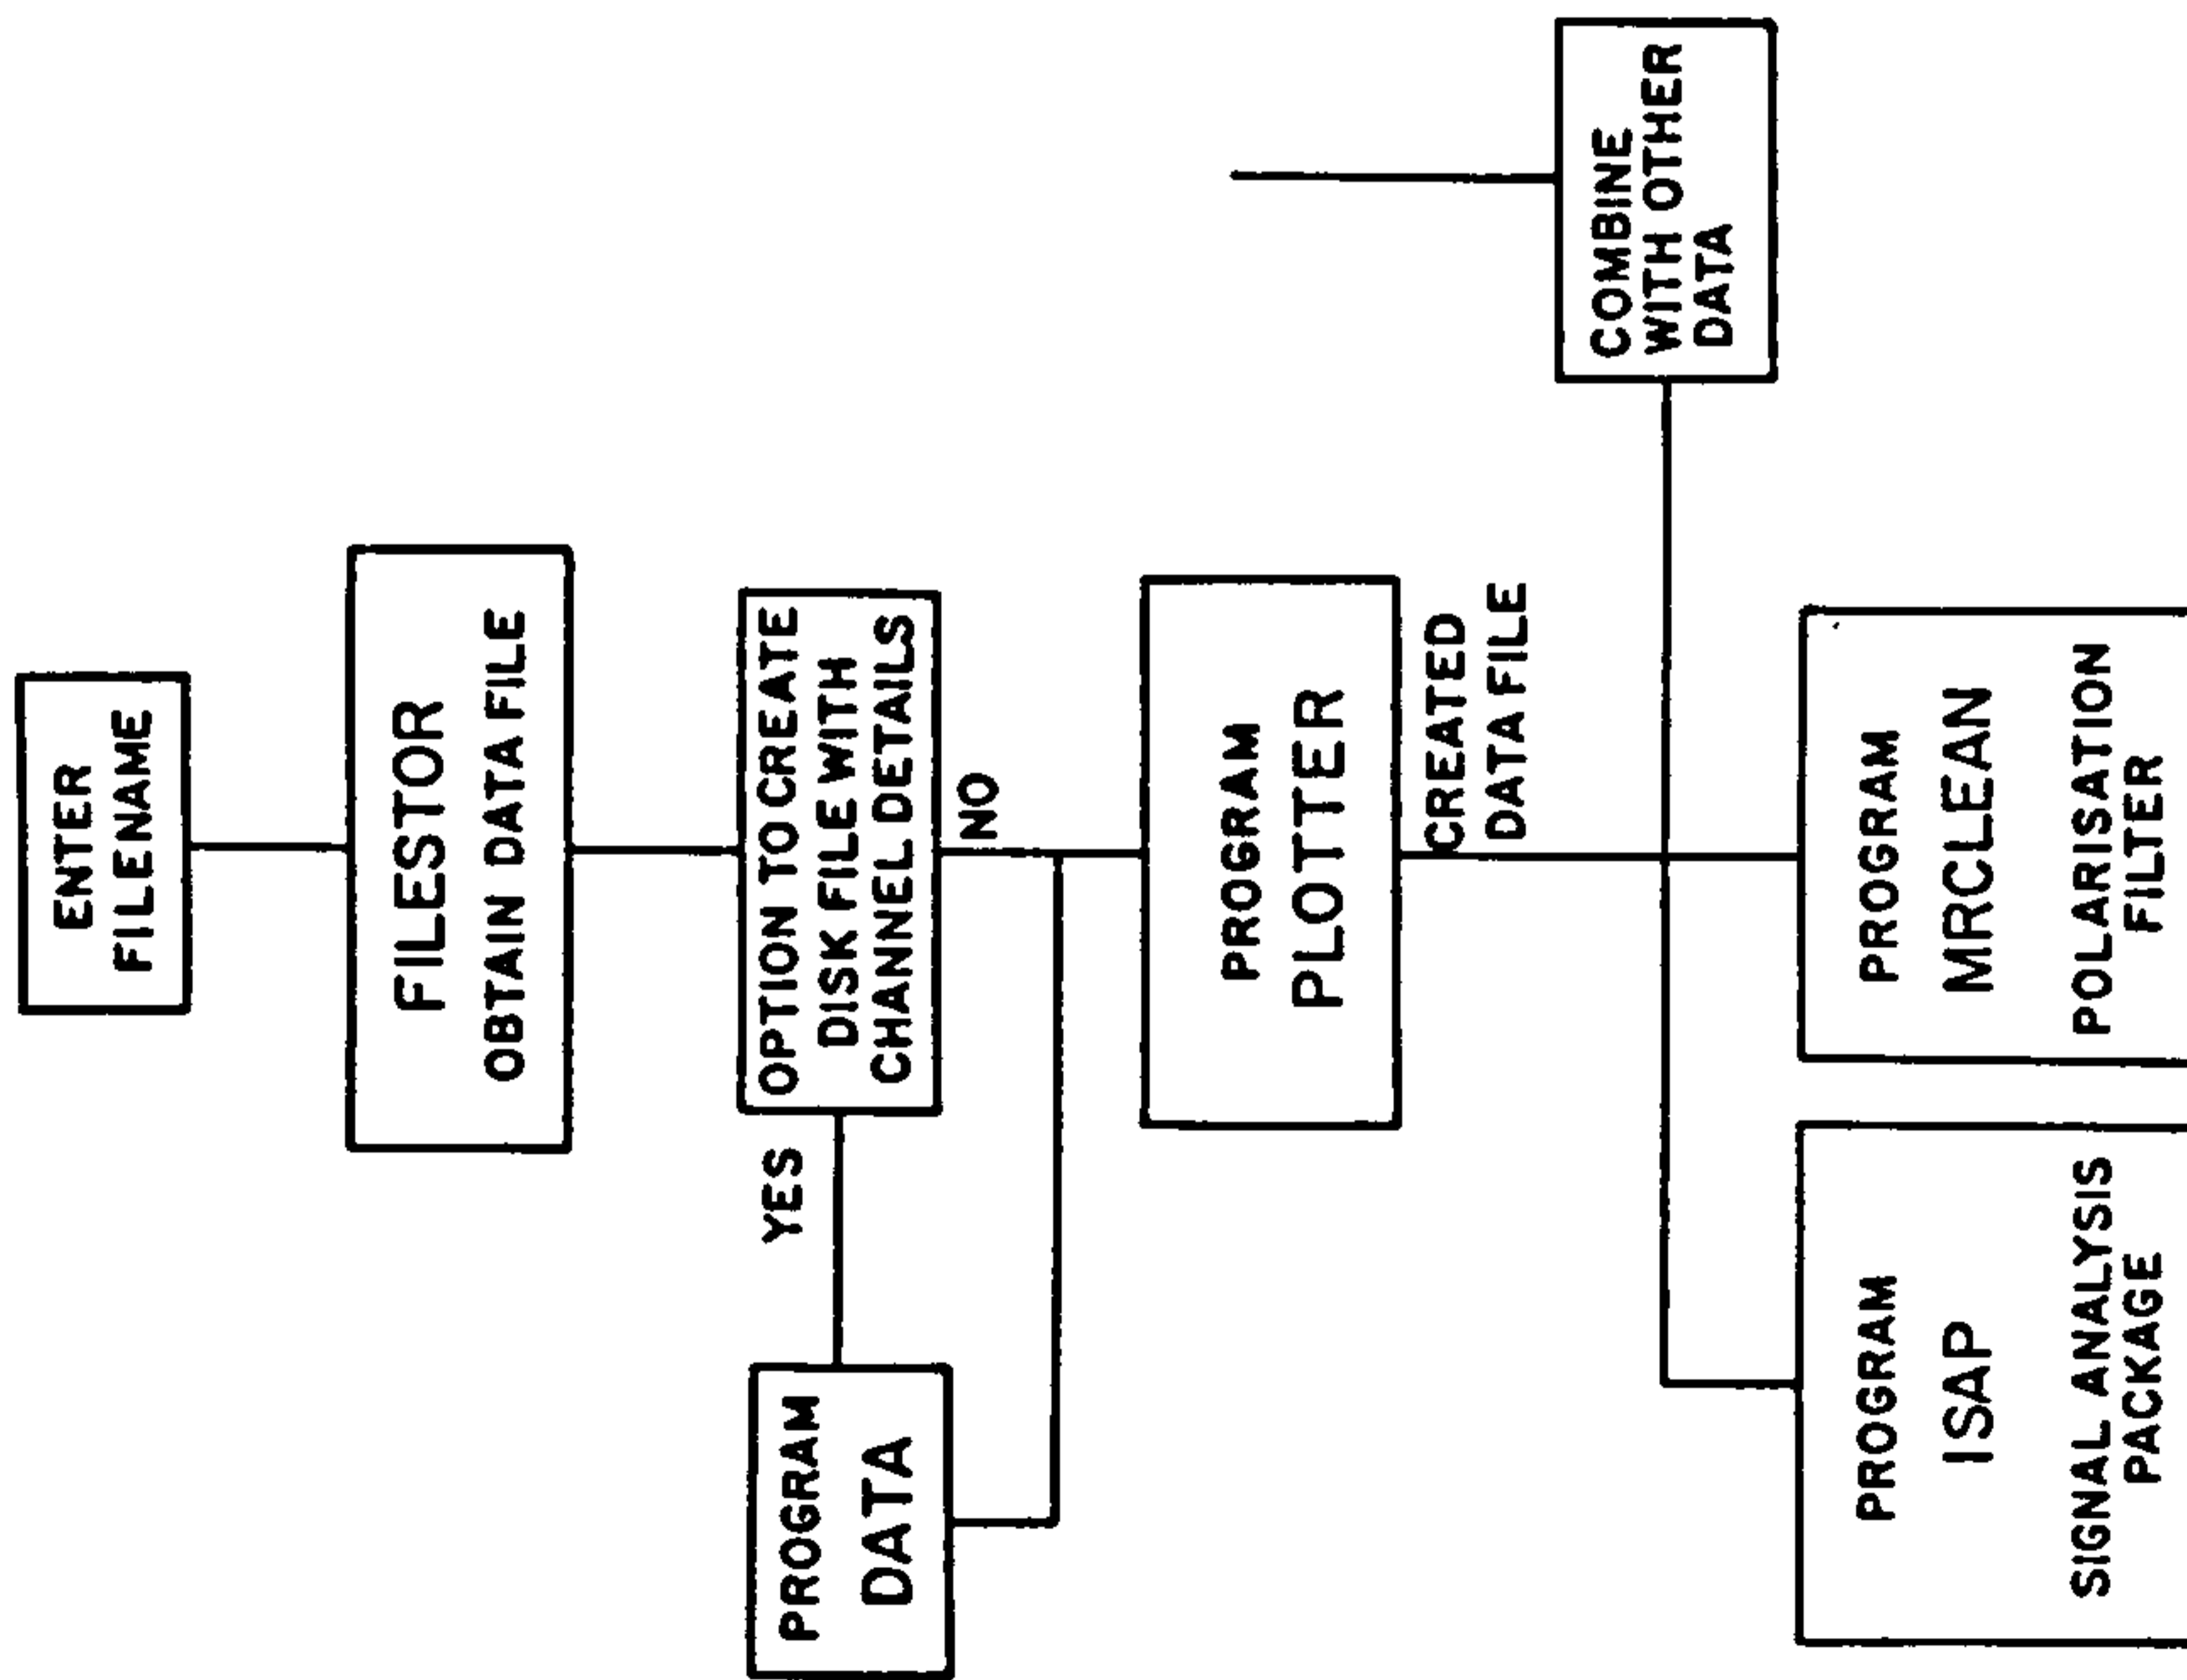 ENTER
FILENAME
FILESTOR
OBTAIN DATA FILE
OPTION TO CREATE
DISK FILE WITH
CHANNEL DETAILS
YES
NO
PROGRAM
DATA
PROGRAM
PLOTTER
CREATED
DATA FILE
COMBINE
WITH OTHER
DATA
PROGRAM
ISAP
SIGNAL ANALYSIS
PACKAGE
PROGRAM
MRCLEAN
POLARISATION
FILTER